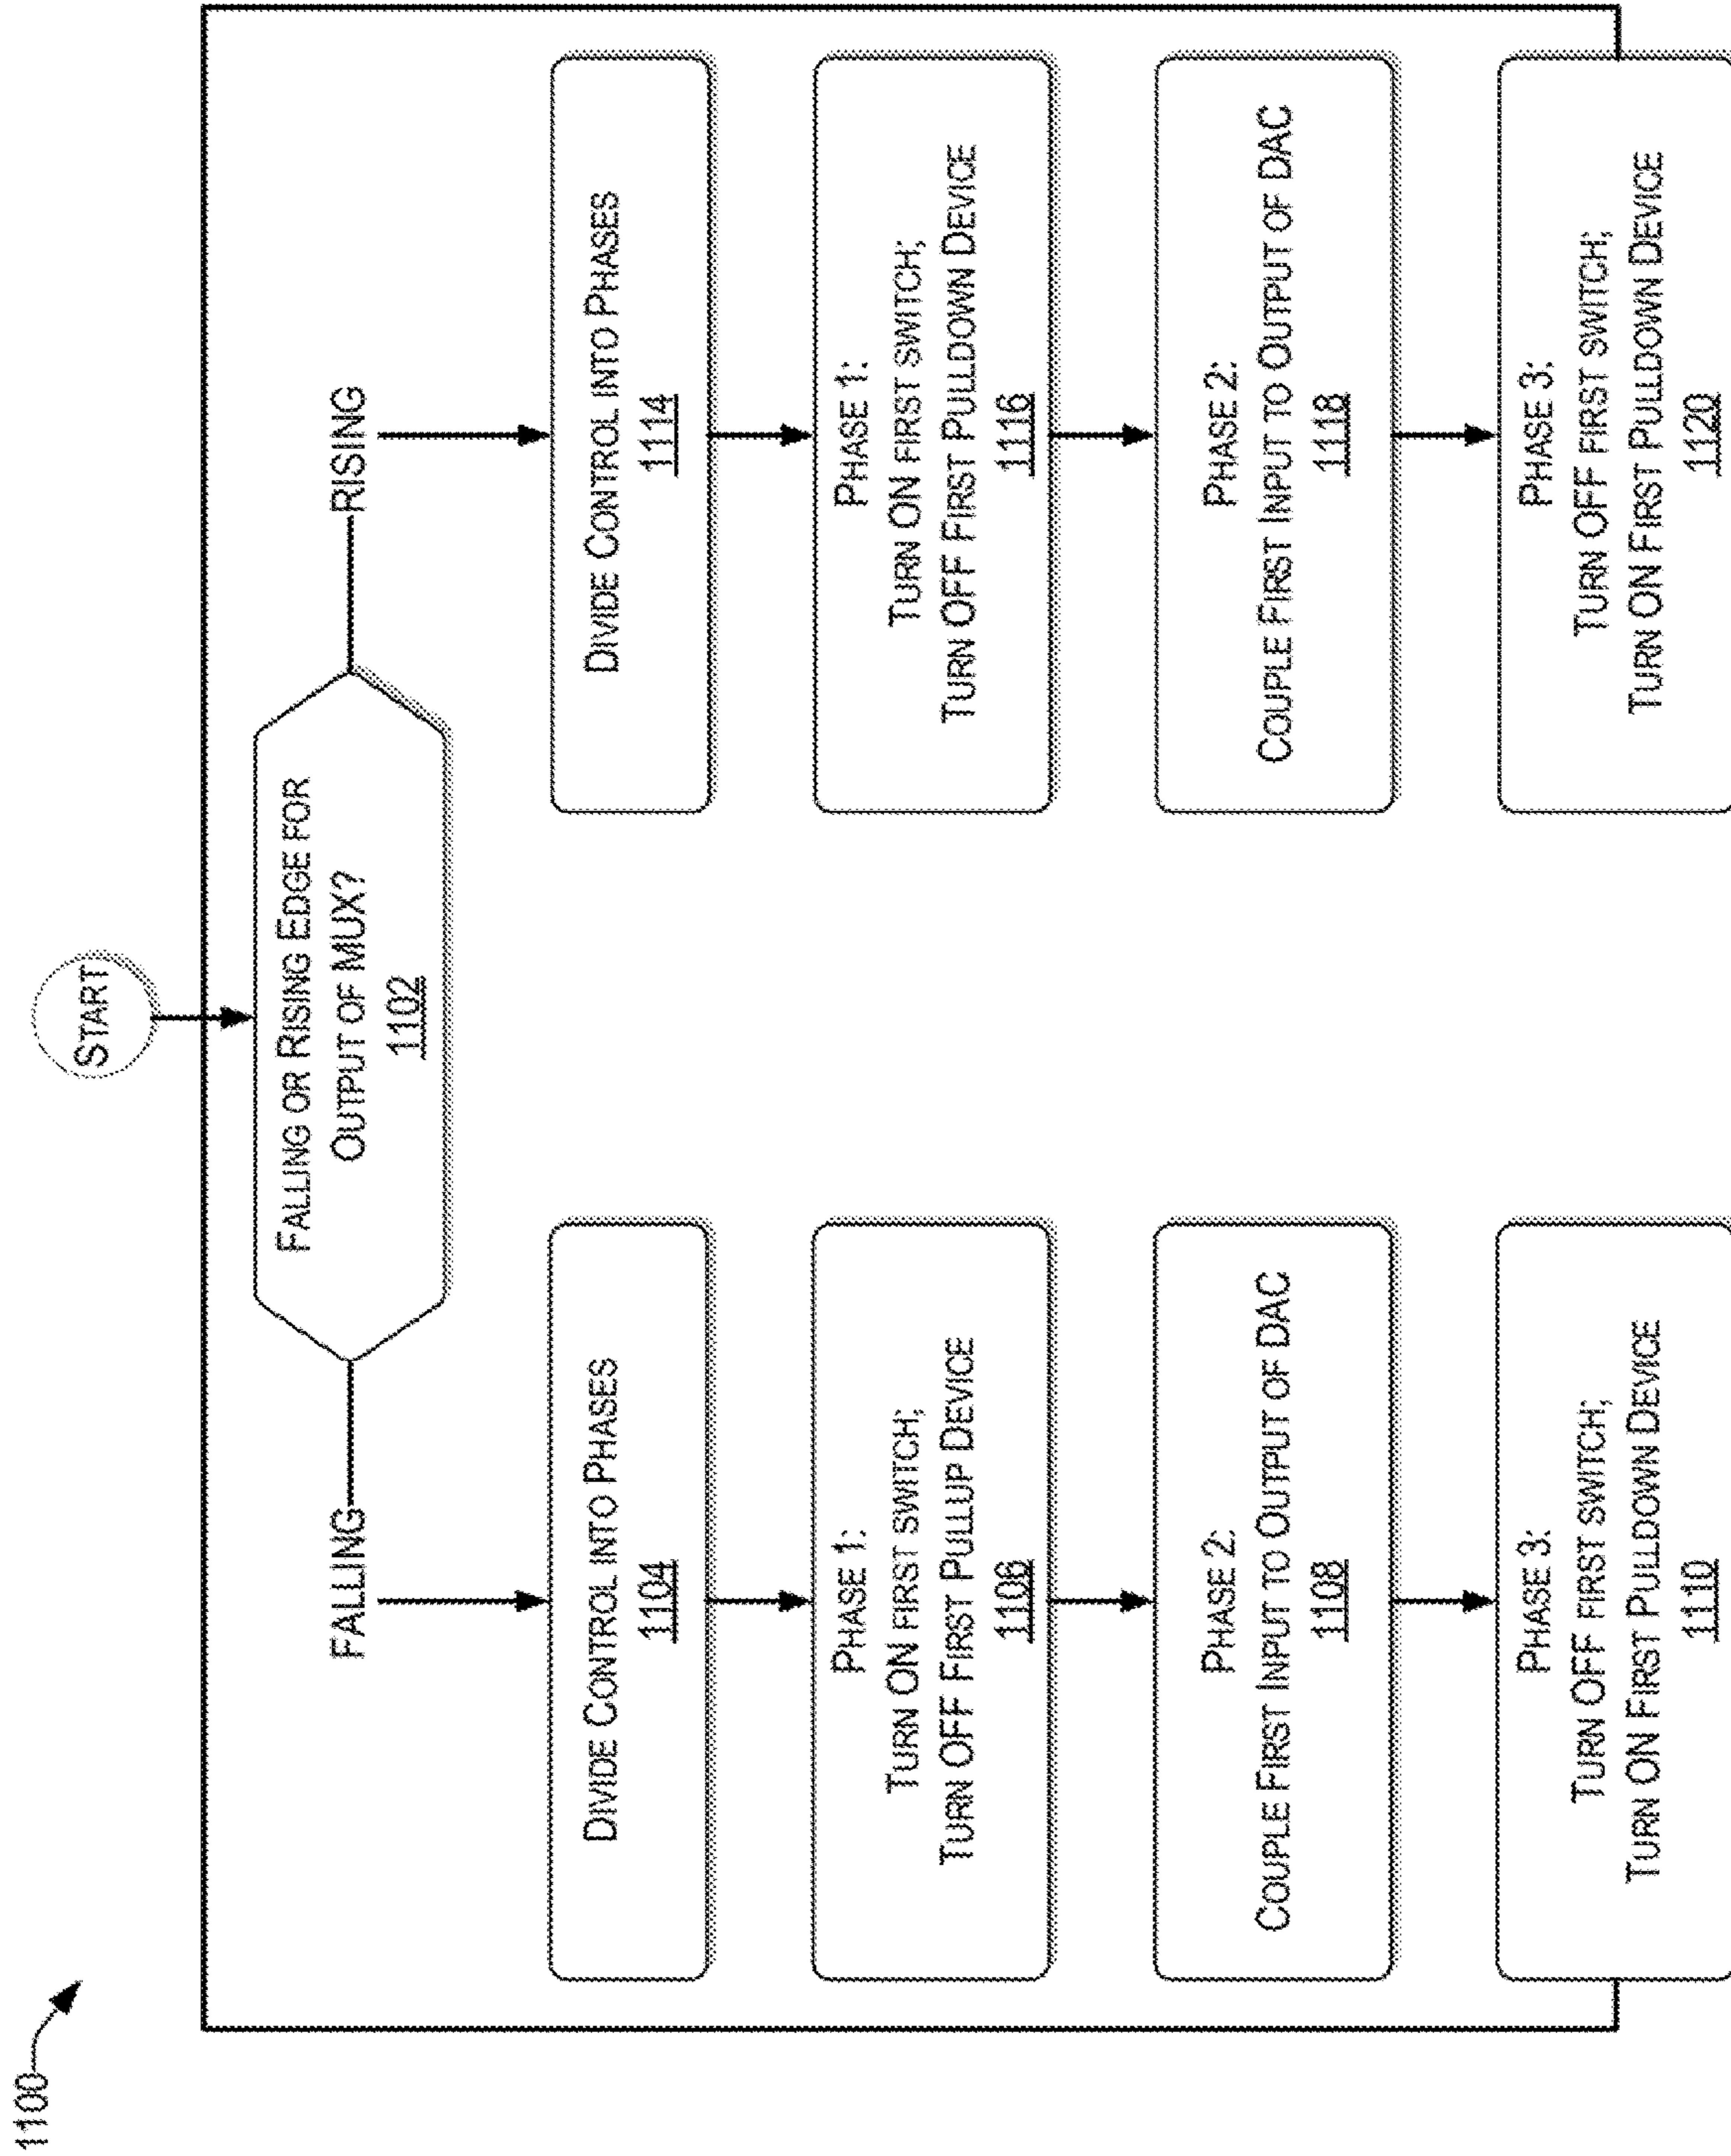 1100
START
FALLING OR RISING EDGE FOR
OUTPUT OF MUX?
1102
FALLING
RISING
DIVIDE CONTROL INTO PHASES
1104
PHASE 1:
TURN ON FIRST SWITCH;
TURN OFF FIRST PULLUP DEVICE
1106
PHASE 2:
COUPLE FIRST INPUT TO OUTPUT OF DAC
1108
PHASE 3:
TURN OFF FIRST SWITCH;
TURN ON FIRST PULLDOWN DEVICE
1110
DIVIDE CONTROL INTO PHASES
1114
PHASE 1:
TURN ON FIRST SWITCH;
TURN OFF FIRST PULLDOWN DEVICE
1116
PHASE 2:
COUPLE FIRST INPUT TO OUTPUT OF DAC
1118
PHASE 3:
TURN OFF FIRST SWITCH;
TURN ON FIRST PULLDOWN DEVICE
1120